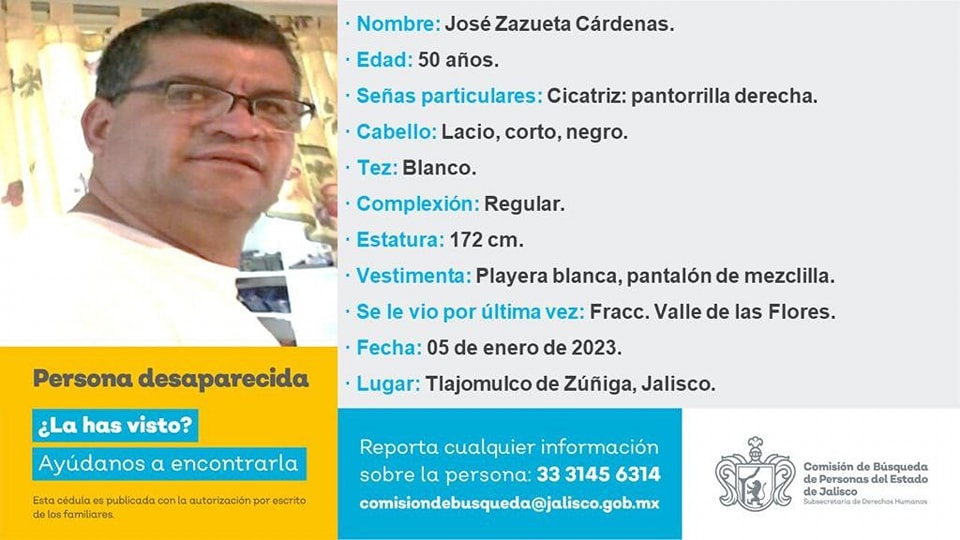 · Nombre: José Zazueta Cárdenas.
· Edad: 50 años.
· Señas particulares: Cicatriz: pantorrilla derecha.
· Cabello: Lacio, corto, negro.
· Tez: Blanco.
· Complexión: Regular.
· Estatura: 172 cm.
· Vestimenta: Playera blanca, pantalón de mezclilla.
· Se le vio por última vez: Fracc. Valle de las Flores.
· Fecha: 05 de enero de 2023.
· Lugar: Tlajomulco de Zúñiga, Jalisco.
Persona desaparecida
¿La has visto?
Ayúdanos a encontrarla
Esta cédula es publicada con la autorización por escrito
de los familiares.
Reporta cualquier información
sobre la persona: 33 3145 6314
comisiondebusqueda@jalisco.gob.mx
Comisión de Búsqueda
de Personas del Estado
de Jalisco
Subsecretaría de Derechos Humanos